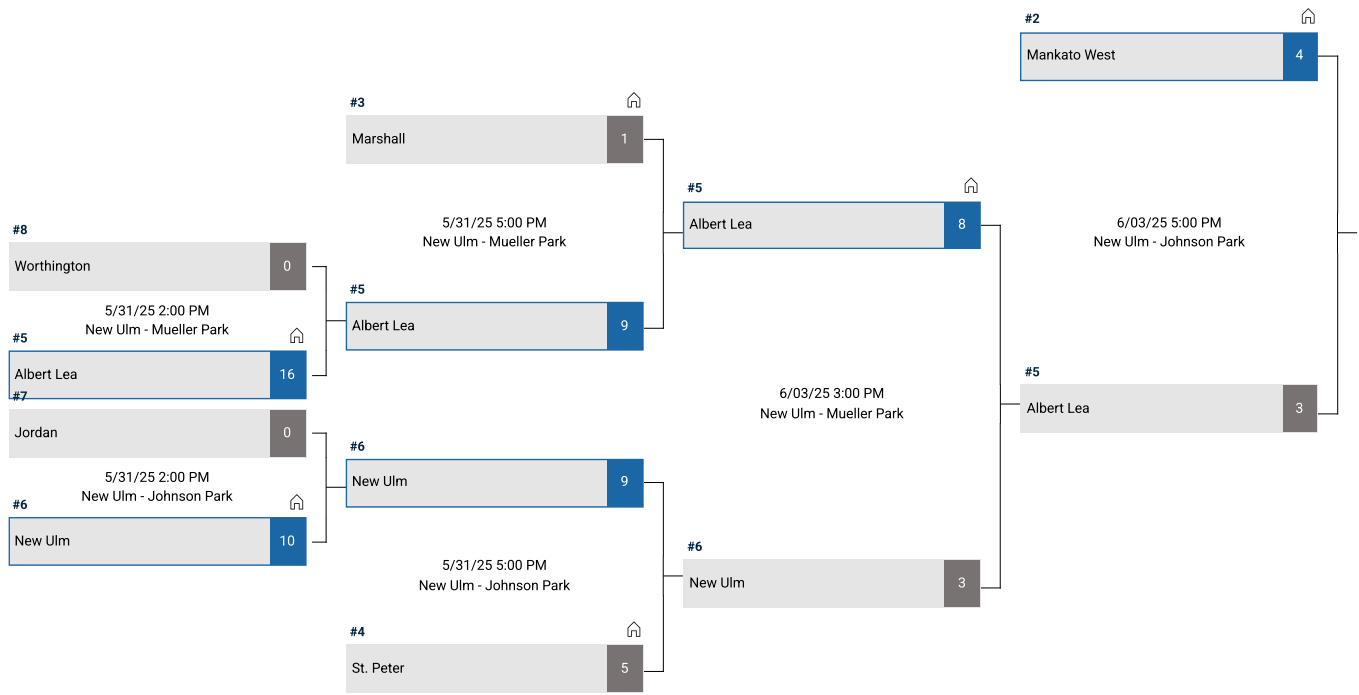 #8
Worthington 0
5/31/25 2:00 PM
New Ulm - Mueller Park
#5
Albert Lea 16
#7
Jordan 0
5/31/25 2:00 PM
New Ulm - Johnson Park
#6
New Ulm 10
#3
Marshall 1
5/31/25 5:00 PM
New Ulm - Mueller Park
#5
Albert Lea 9
#6
New Ulm 9
5/31/25 5:00 PM
New Ulm - Johnson Park
#4
St. Peter 5
#5
Albert Lea 8
6/03/25 3:00 PM
New Ulm - Mueller Park
#6
New Ulm 3
#2
Mankato West 4
6/03/25 5:00 PM
New Ulm - Johnson Park
#5
Albert Lea 3